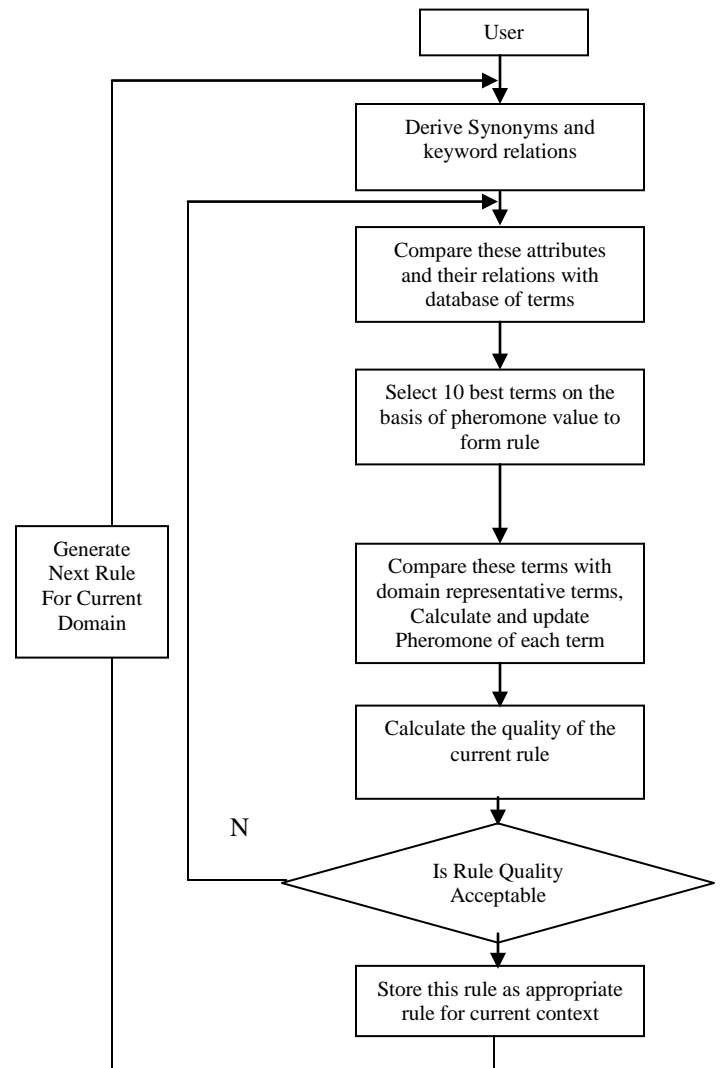 User
Derive Synonyms and
keyword relations
Compare these attributes
and their relations with
database of terms
Select 10 best terms on the
basis of pheromone value to
form rule
Generate
Next Rule
For Current
Domain
Compare these terms with
domain representative terms,
Calculate and update
Pheromone of each term
Calculate the quality of the
current rule
N
Is Rule Quality
Acceptable
Store this rule as appropriate
rule for current context